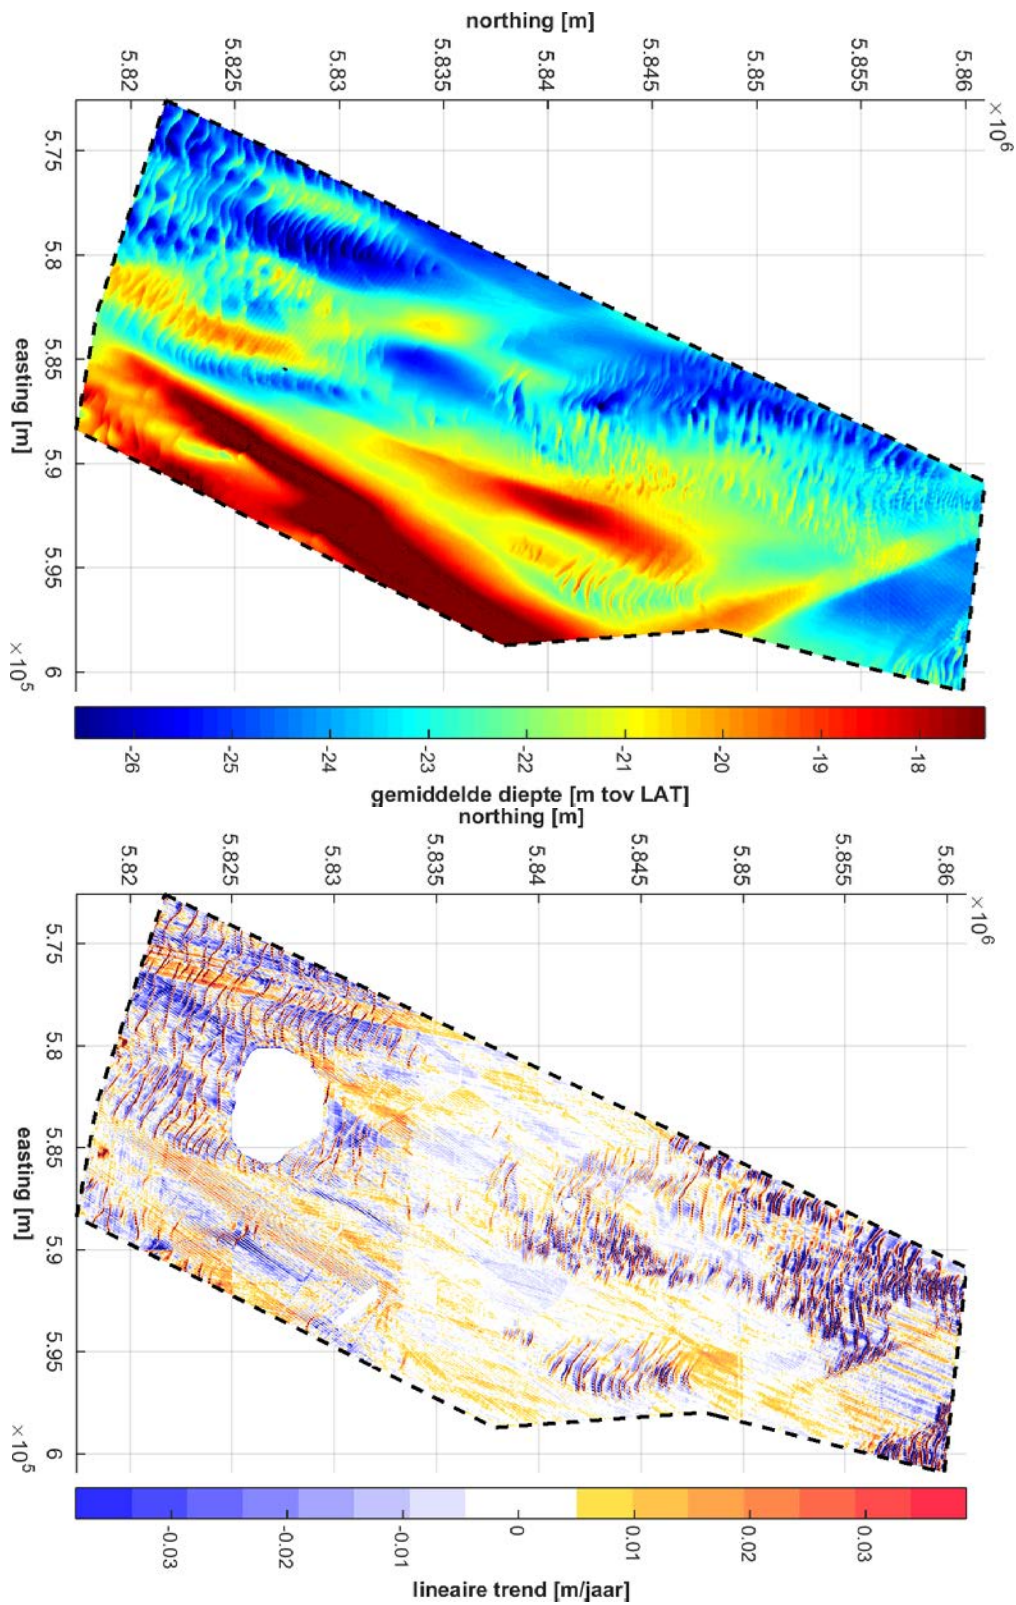 northing [m]
5.82 5.825 5.83 5.835 5.84 5.845 5.85 5.855 5.86
×10⁶
5.75
5.8
5.85
5.9
5.95
6
easting [m]
×10⁵
-26 -25 -24 -23 -22 -21 -20 -19 -18
gemiddelde diepte [m tov LAT]
northing [m]
5.82 5.825 5.83 5.835 5.84 5.845 5.85 5.855 5.86
×10⁶
5.75
5.8
5.85
5.9
5.95
6
easting [m]
×10⁵
-0.03 -0.02 -0.01 0 0.01 0.02 0.03
lineaire trend [m/jaar]